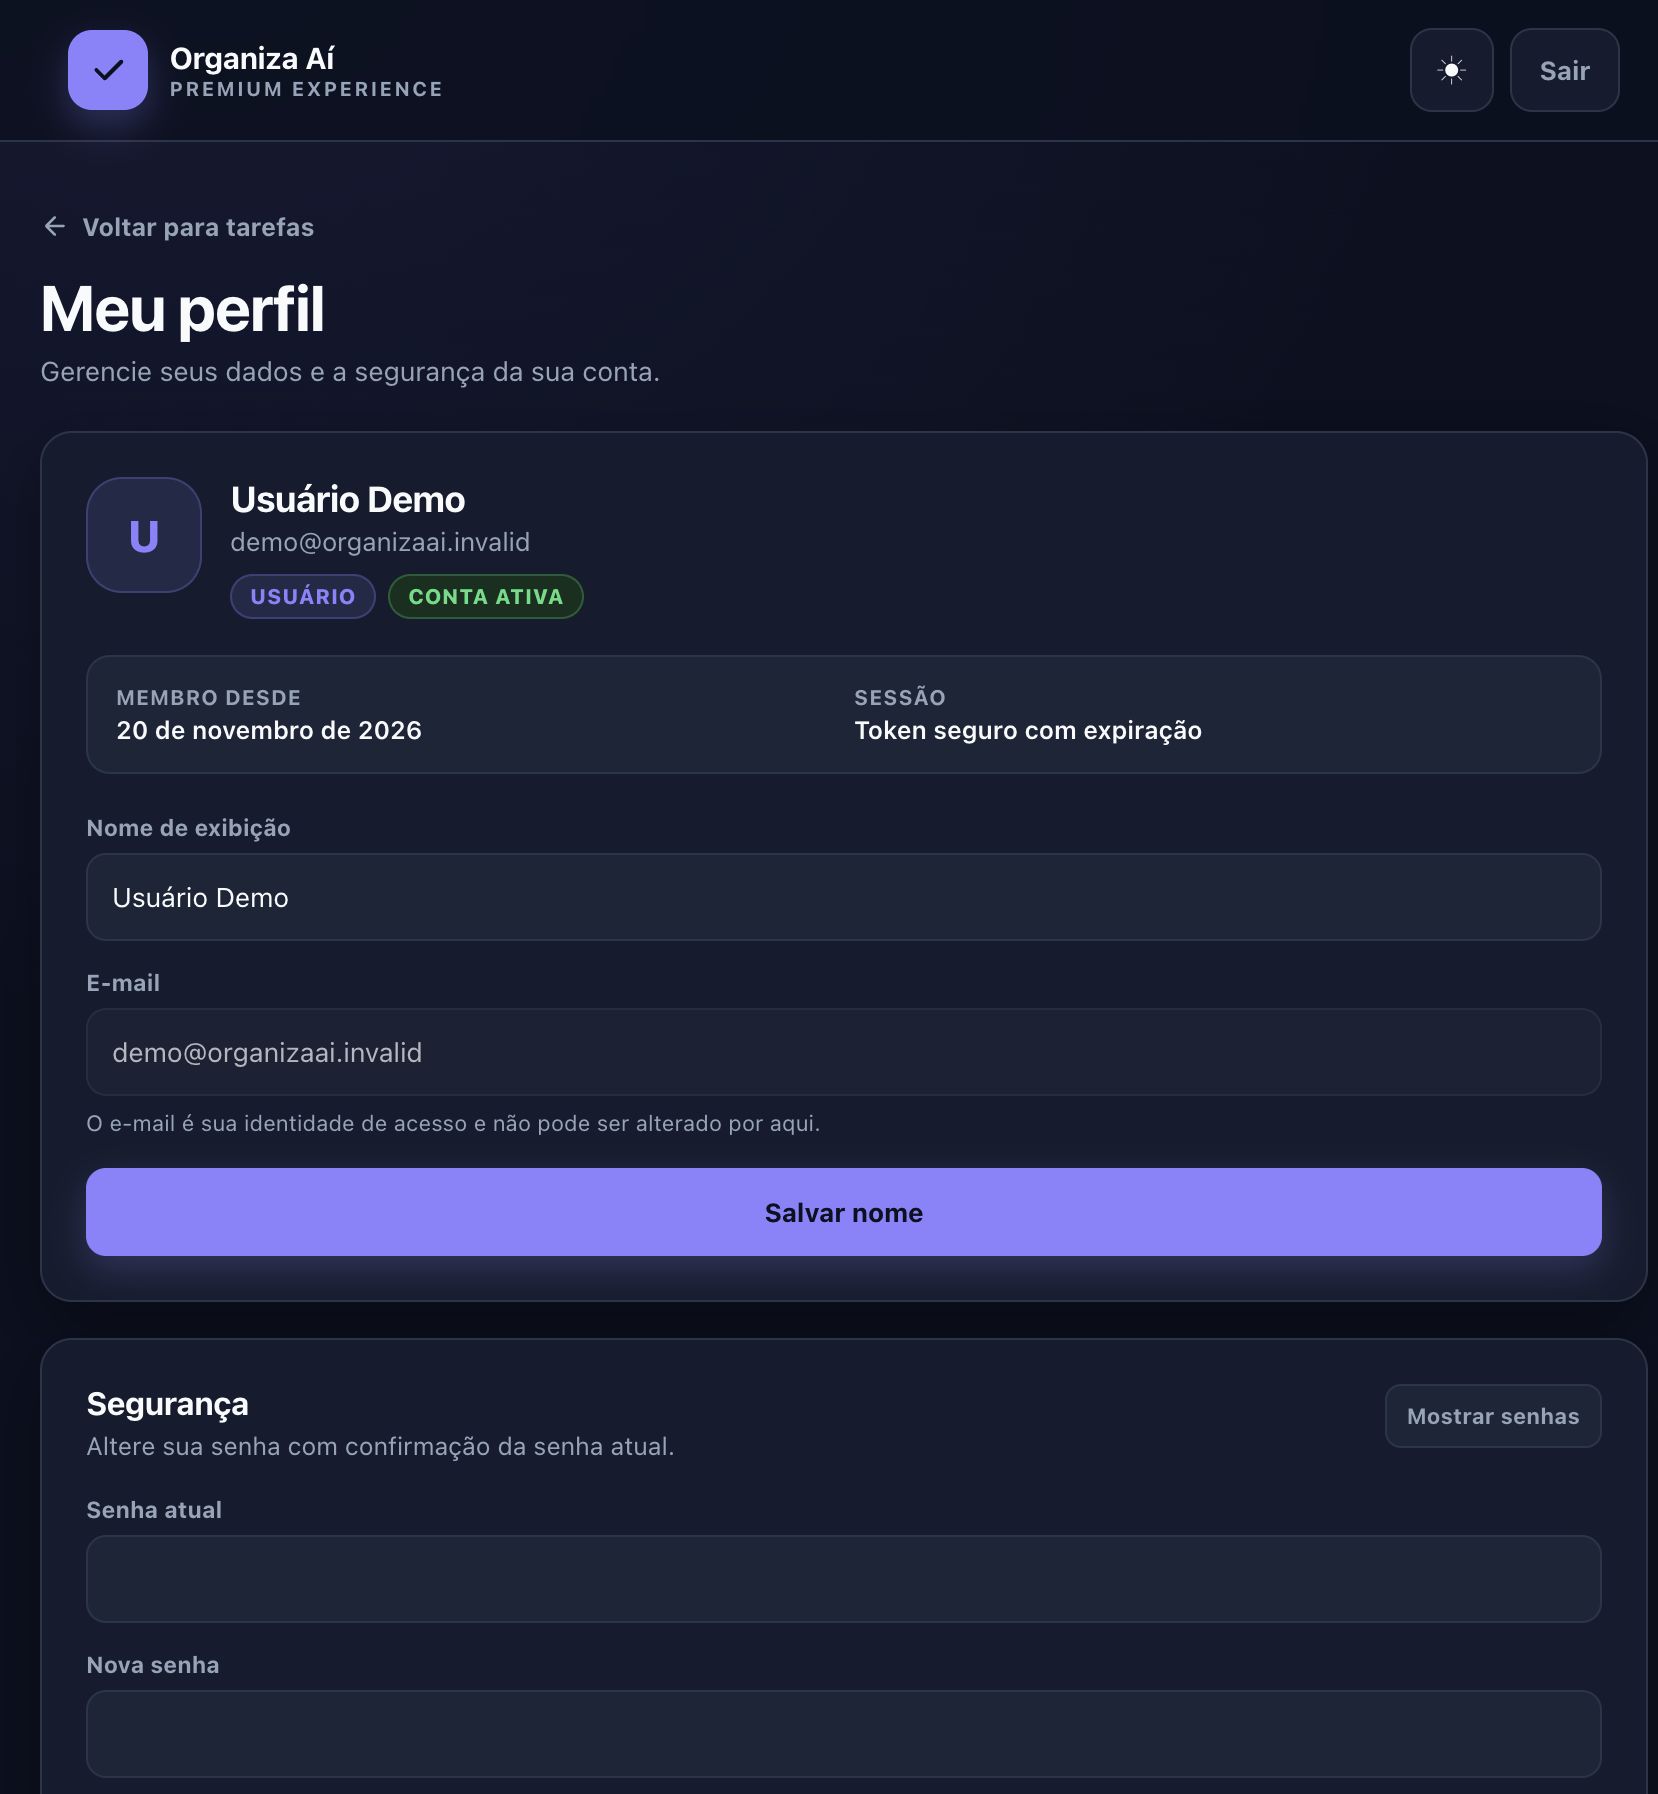 Organiza Aí
PREMIUM EXPERIENCE
Sair
Voltar para tarefas
Meu perfil
Gerencie seus dados e a segurança da sua conta.
U
Usuário Demo
demo@organizaai.invalid
USUÁRIO
CONTA ATIVA
MEMBRO DESDE
20 de novembro de 2026
SESSÃO
Token seguro com expiração
Nome de exibição
Usuário Demo
E-mail
demo@organizaai.invalid
O e-mail é sua identidade de acesso e não pode ser alterado por aqui.
Salvar nome
Segurança
Altere sua senha com confirmação da senha atual.
Mostrar senhas
Senha atual
Nova senha